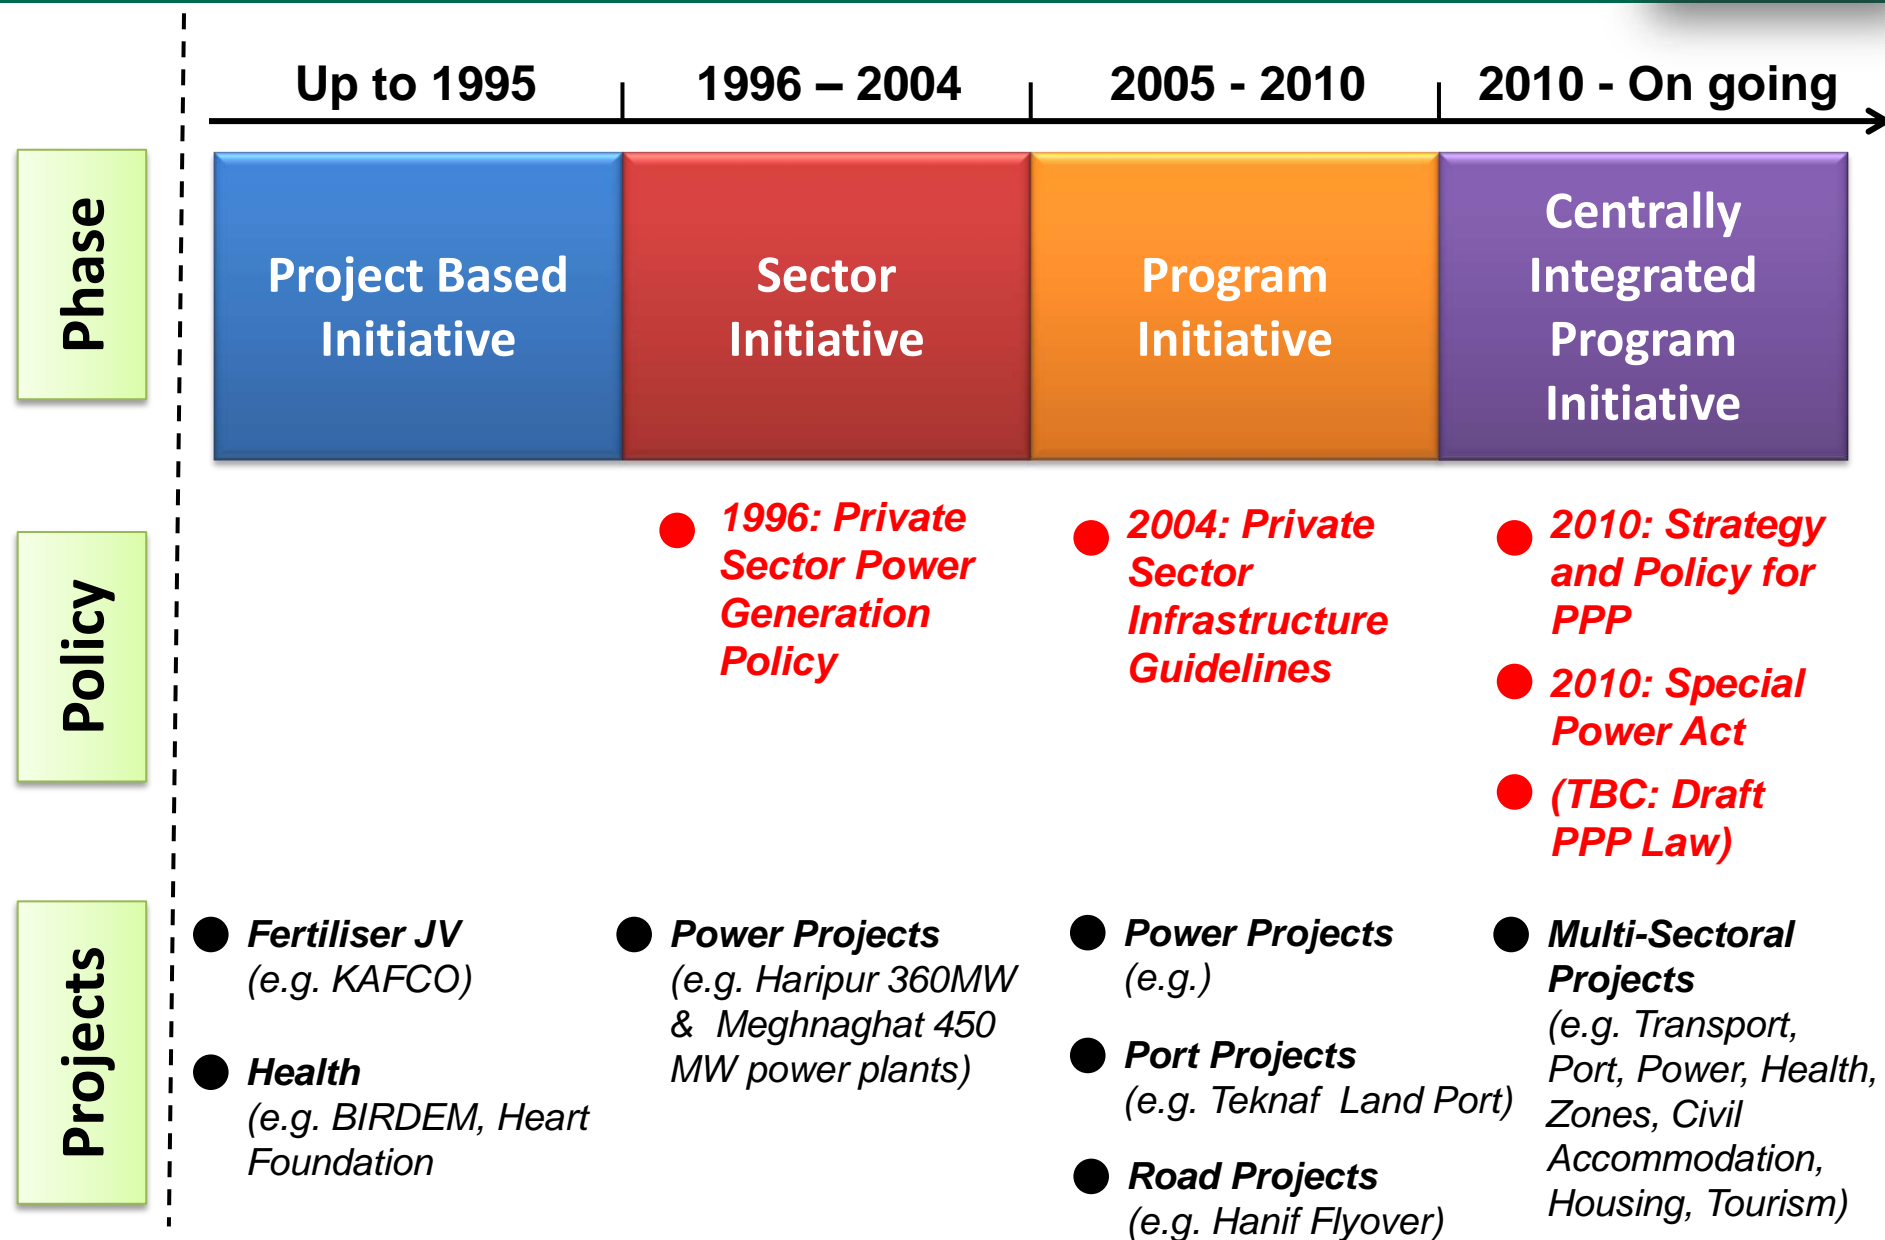 Up to 1995
1996 – 2004
2005 - 2010
2010 - On going
Phase
Project Based
Initiative
Sector
Initiative
Program
Initiative
Centrally
Integrated
Program
Initiative
Policy
1996: Private
Sector Power
Generation
Policy
2004: Private
Sector
Infrastructure
Guidelines
2010: Strategy
and Policy for
PPP
2010: Special
Power Act
(TBC: Draft
PPP Law)
Projects
Fertiliser JV
(e.g. KAFCO)
Health
(e.g. BIRDEM, Heart
Foundation
Power Projects
(e.g. Haripur 360MW
& Meghnaghat 450
MW power plants)
Power Projects
(e.g.)
Port Projects
(e.g. Teknaf Land Port)
Road Projects
(e.g. Hanif Flyover)
Multi-Sectoral
Projects
(e.g. Transport,
Port, Power, Health,
Zones, Civil
Accommodation,
Housing, Tourism)